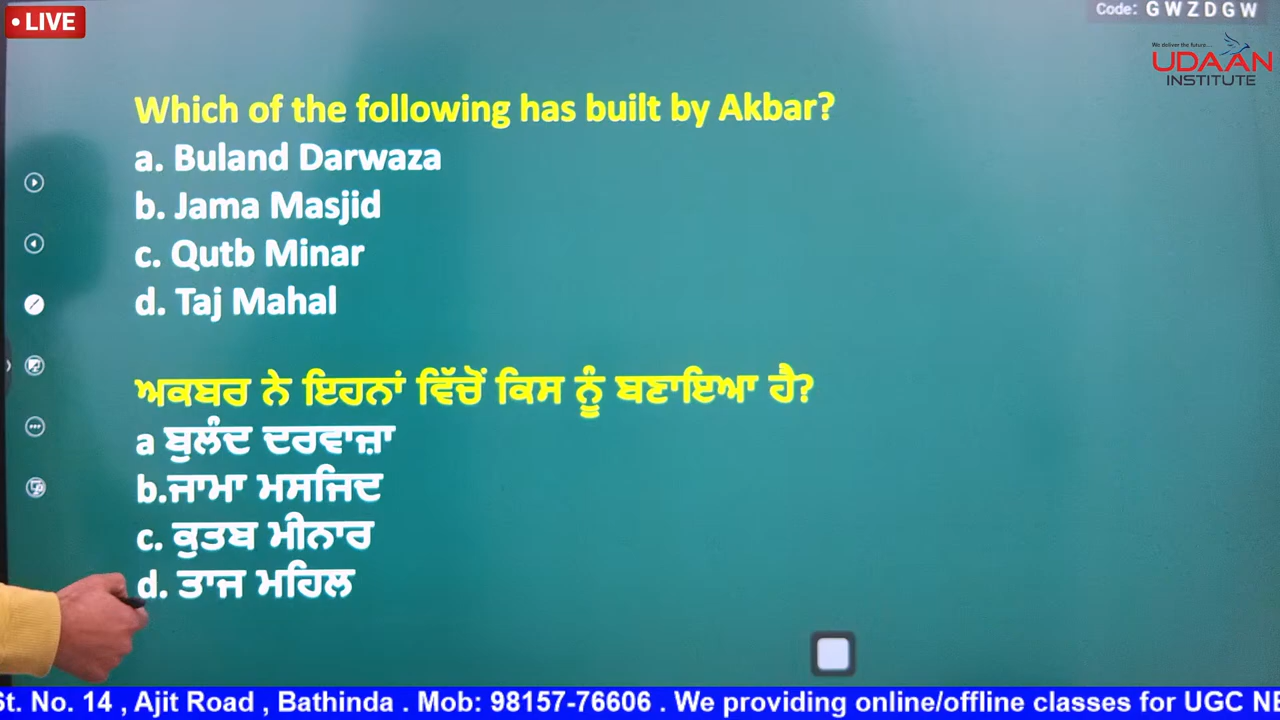 • LIVE
Code: G W Z D G W
We deliver the future....
UDAAN
INSTITUTE
Which of the following has built by Akbar?
a. Buland Darwaza
b. Jama Masjid
c. Qutb Minar
d. Taj Mahal
ਅਕਬਰ ਨੇ ਇਹਨਾਂ ਵਿੱਚੋਂ ਕਿਸ ਨੂੰ ਬਣਾਇਆ ਹੈ?
a ਬੁਲੰਦ ਦਰਵਾਜ਼ਾ
b.ਜਾਮਾ ਮਸਜਿਦ
c. ਕੁਤਬ ਮੀਨਾਰ
d. ਤਾਜ ਮਹਿਲ
St. No. 14 , Ajit Road , Bathinda . Mob: 98157-76606 . We providing online/offline classes for UGC NE